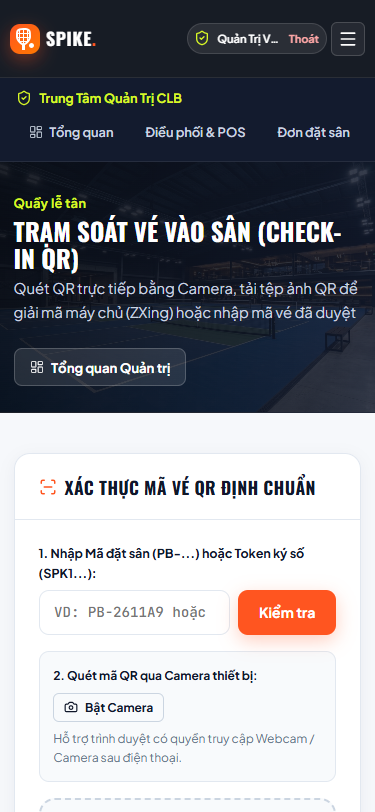 SPIKE.
Quản Trị V... Thoát
Trung Tâm Quản Trị CLB
Tổng quan Điều phối & POS Đơn đặt sân
Quầy lễ tân
TRẠM SOÁT VÉ VÀO SÂN (CHECK-
IN QR)
Quét QR trực tiếp bằng Camera, tải tệp ảnh QR để
giải mã máy chủ (ZXing) hoặc nhập mã vé đã duyệt
Tổng quan Quản trị
XÁC THỰC MÃ VÉ QR ĐỊNH CHUẨN
1. Nhập Mã đặt sân (PB-...) hoặc Token ký số
(SPK1...):
VD: PB-2611A9 hoặc
Kiểm tra
2. Quét mã QR qua Camera thiết bị:
Bật Camera
Hỗ trợ trình duyệt có quyền truy cập Webcam /
Camera sau điện thoại.